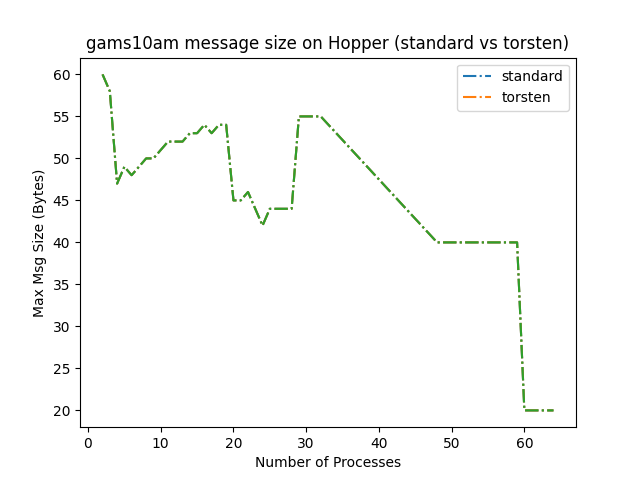 gams10am message size on Hopper (standard vs torsten)
standard
torsten
60
55
50
45
40
35
30
25
20
Max Msg Size (Bytes)
0 10 20 30 40 50 60
Number of Processes